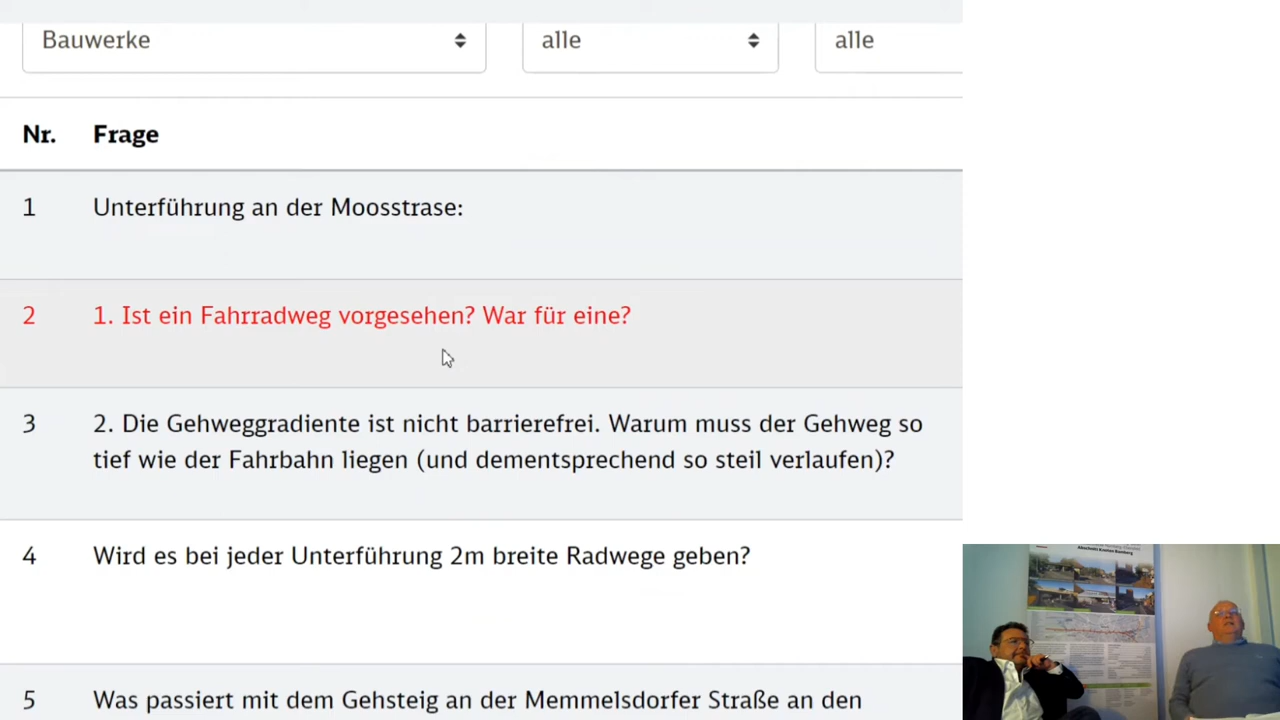 Bauwerke
alle
alle
Nr.
Frage
1
Unterführung an der Moosstrase:
2
1. Ist ein Fahrradweg vorgesehen? War für eine?
3
2. Die Gehweggradiente ist nicht barrierefrei. Warum muss der Gehweg so
tief wie der Fahrbahn liegen (und dementsprechend so steil verlaufen)?
4
Wird es bei jeder Unterführung 2m breite Radwege geben?
5
Was passiert mit dem Gehsteig an der Memmelsdorfer Straße an den
Abschnitt Knoten Bamberg